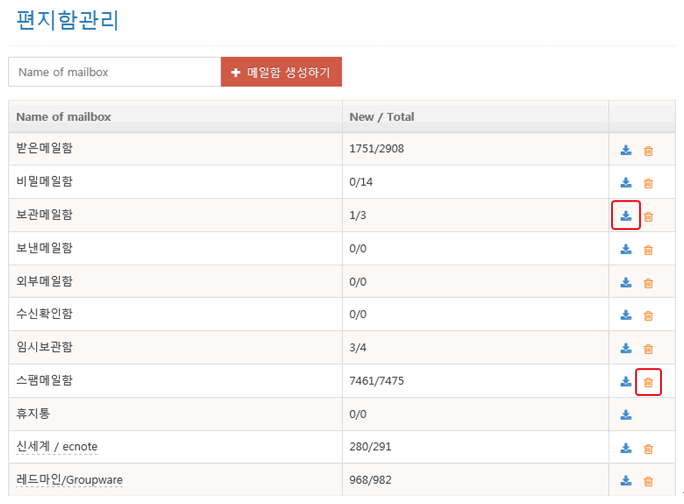 편지함관리
Name of mailbox + 메일함 생성하기
Name of mailbox New / Total
받은메일함 1751/2908
비밀메일함 0/14
보관메일함 1/3
보낸메일함 0/0
외부메일함 0/0
수신확인함 0/0
임시보관함 3/4
스팸메일함 7461/7475
휴지통 0/0
신세계 / ecnote 280/291
레드마인/Groupware 968/982